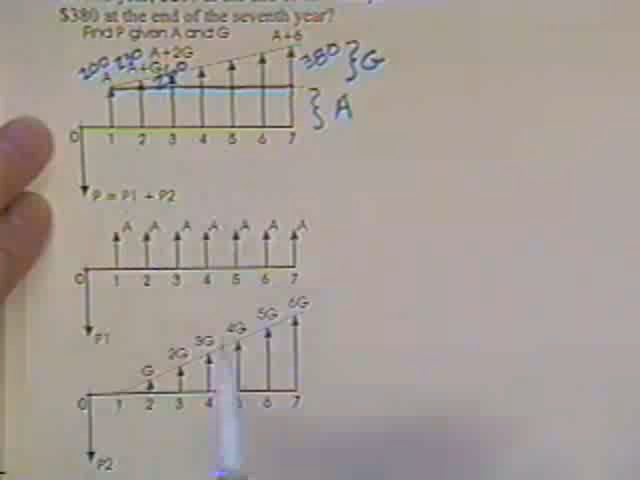 $380 at the end of the seventh year?
Find P given A and G
A+6
A+2G
200 230
A A+G 260
380 } G
} A
0 1 2 3 4 5 6 7
P = P1 + P2
A A A A A A A
0 1 2 3 4 5 6 7
P1
G 2G 3G 4G 5G 6G
0 1 2 3 4 6 7
P2